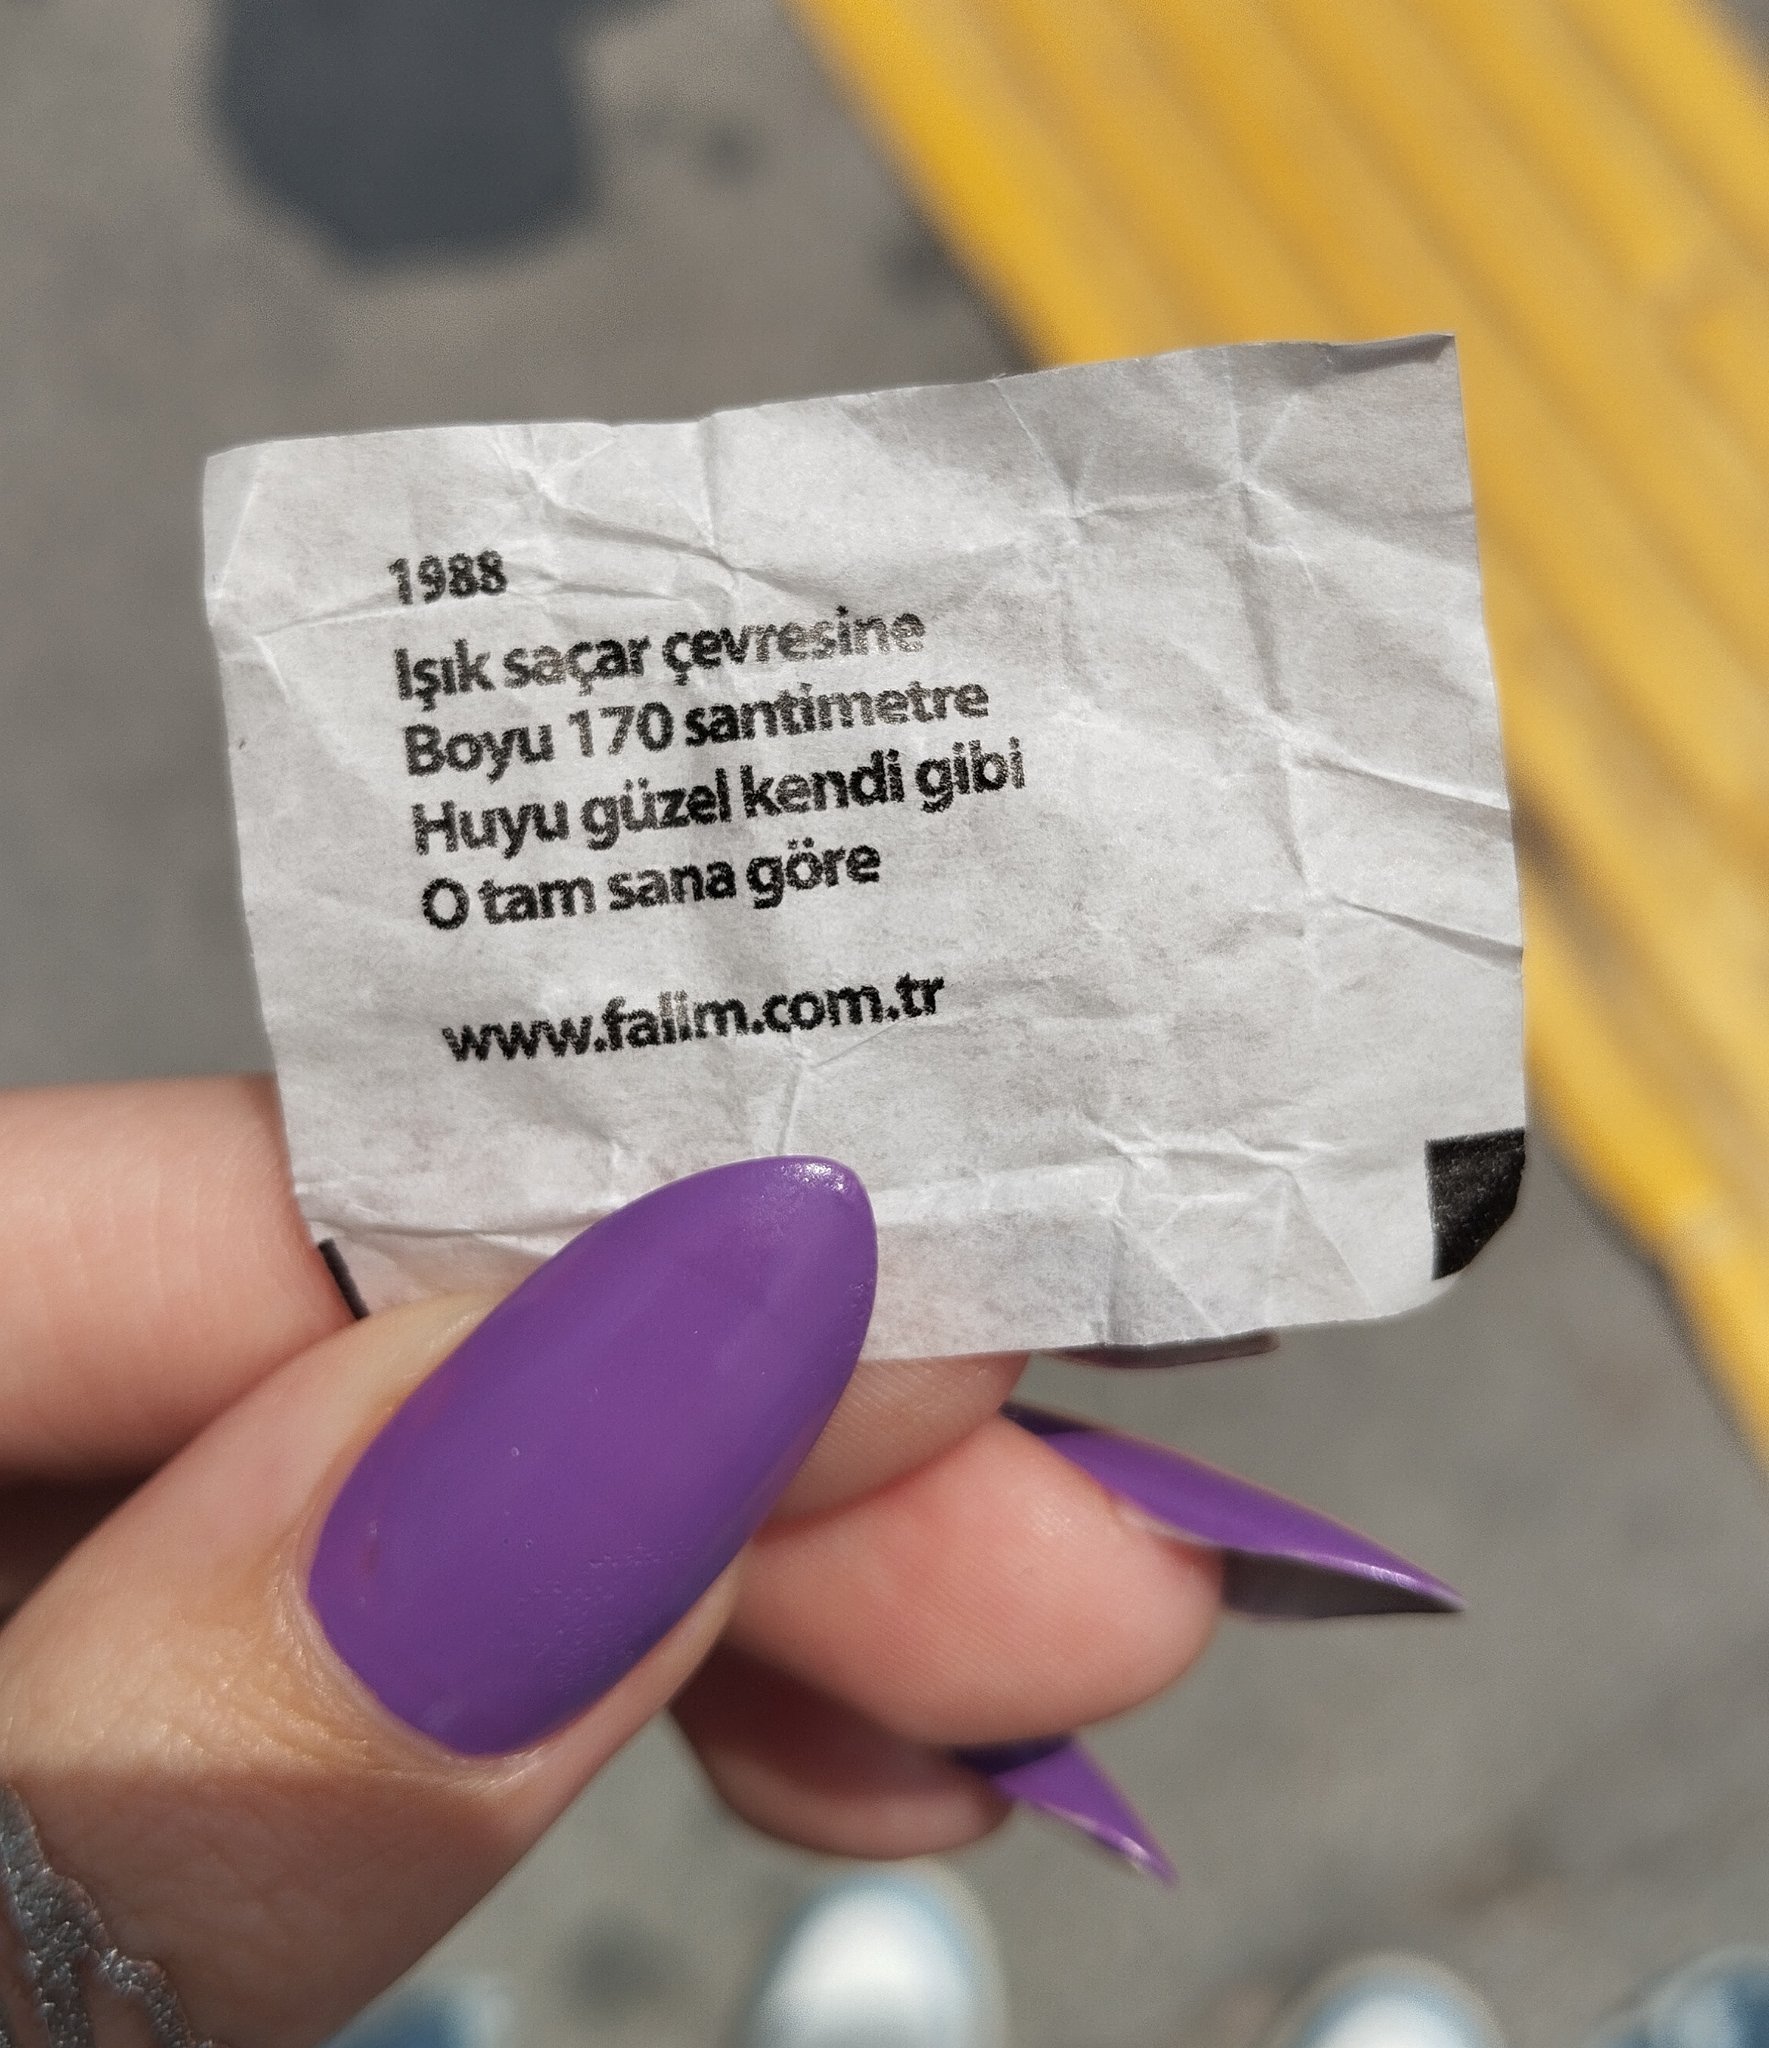 1988
Işık saçar çevresine
Boyu 170 santimetre
Huyu güzel kendi gibi
O tam sana göre
www.falim.com.tr